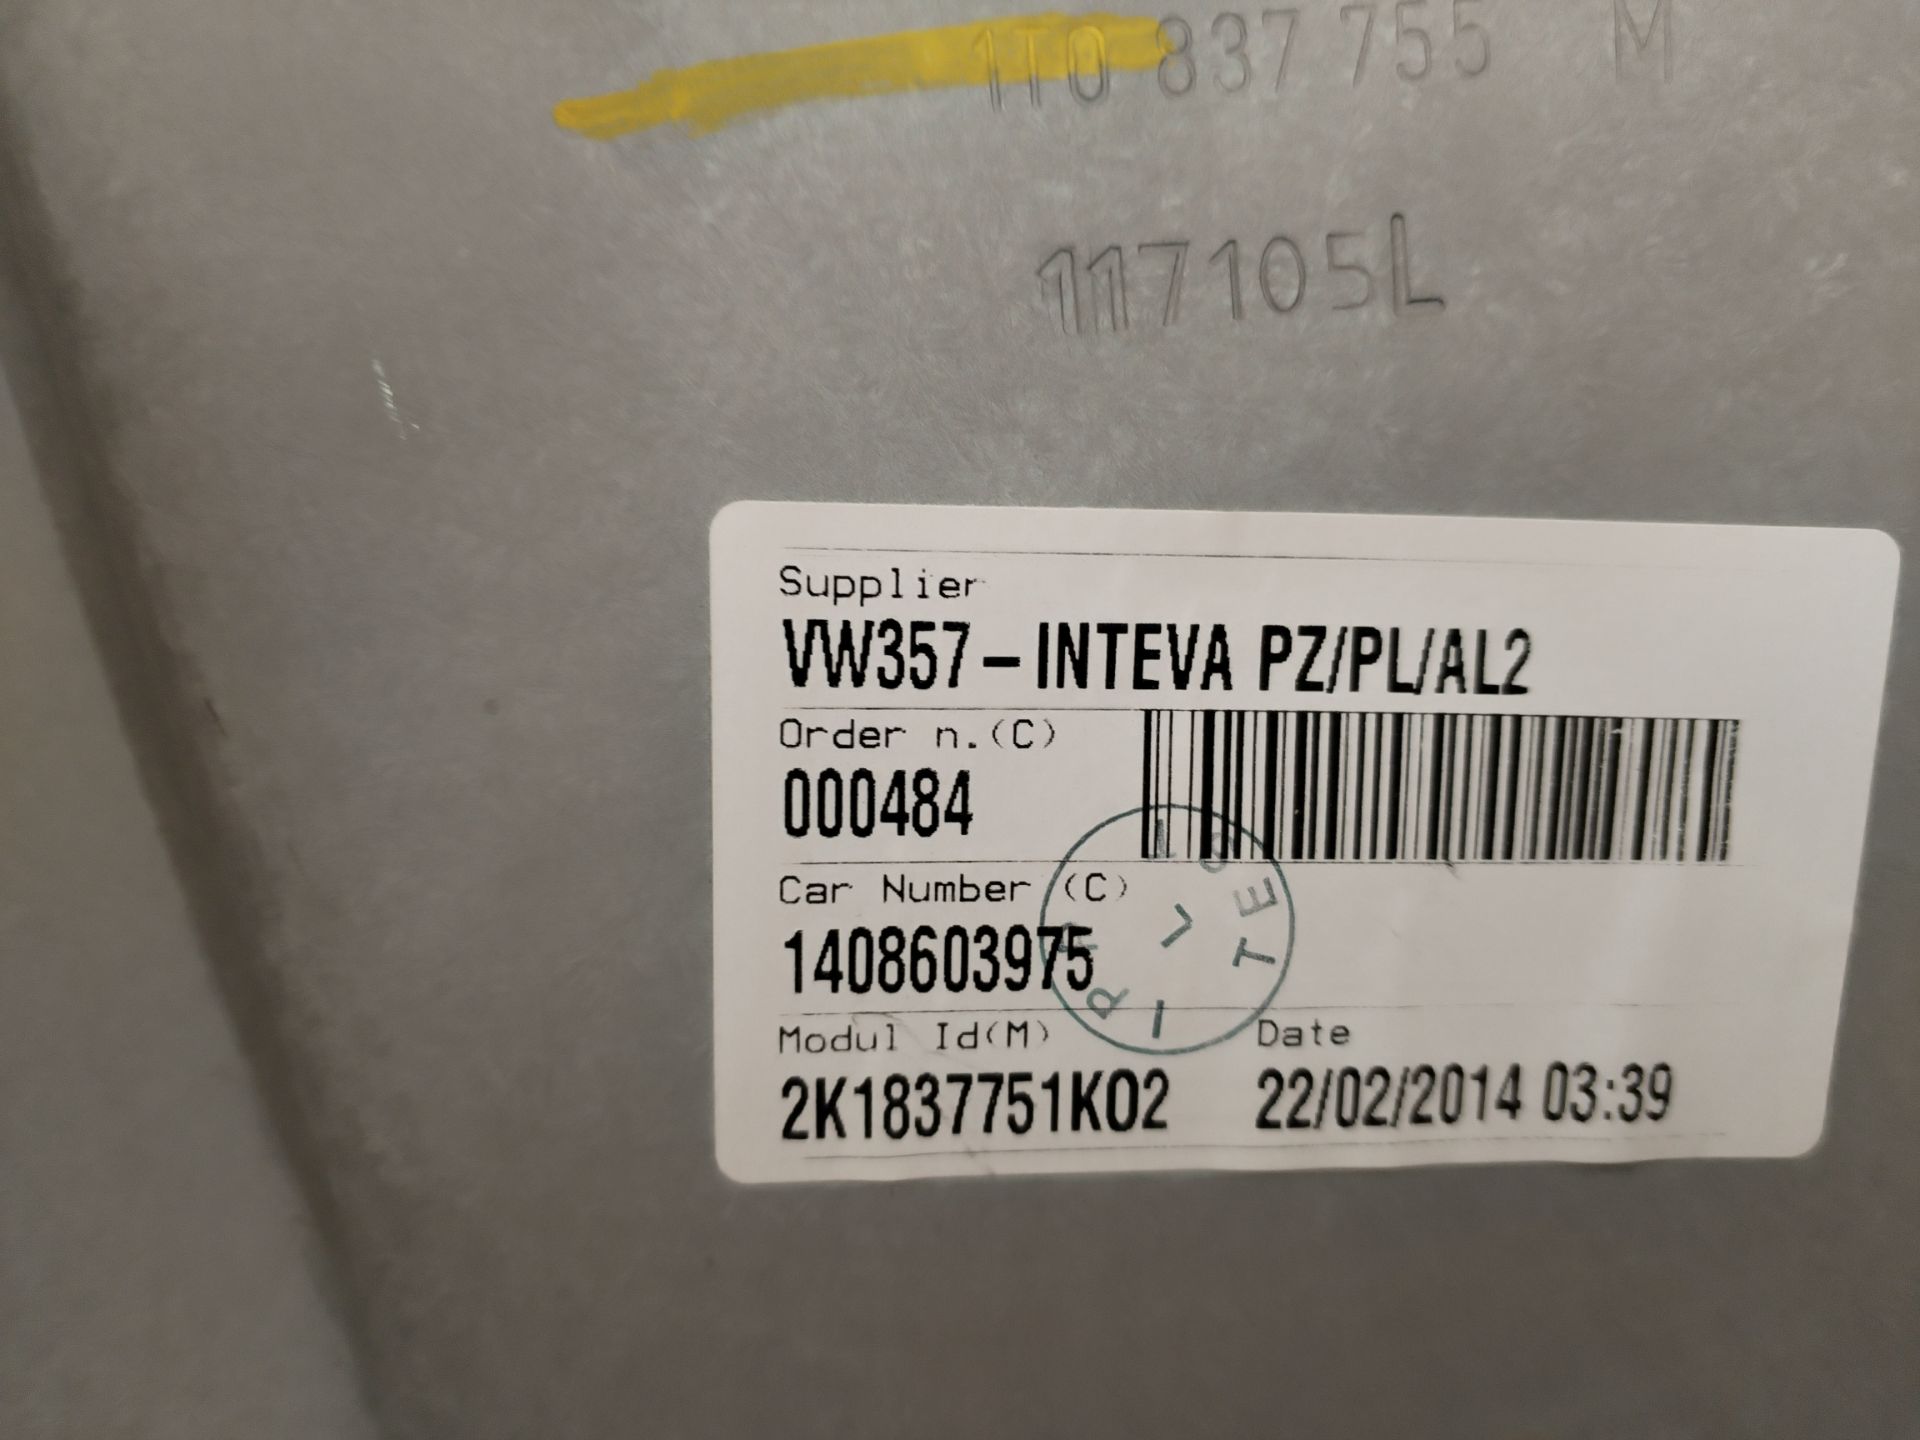 1T0 837 755 M
117105L
Supplier
VW357-INTEVA PZ/PL/AL2
Order n.(C)
000484
Car Number (C)
1408603975
Modul Id(M) Date
2K1837751K02 22/02/2014 03:39